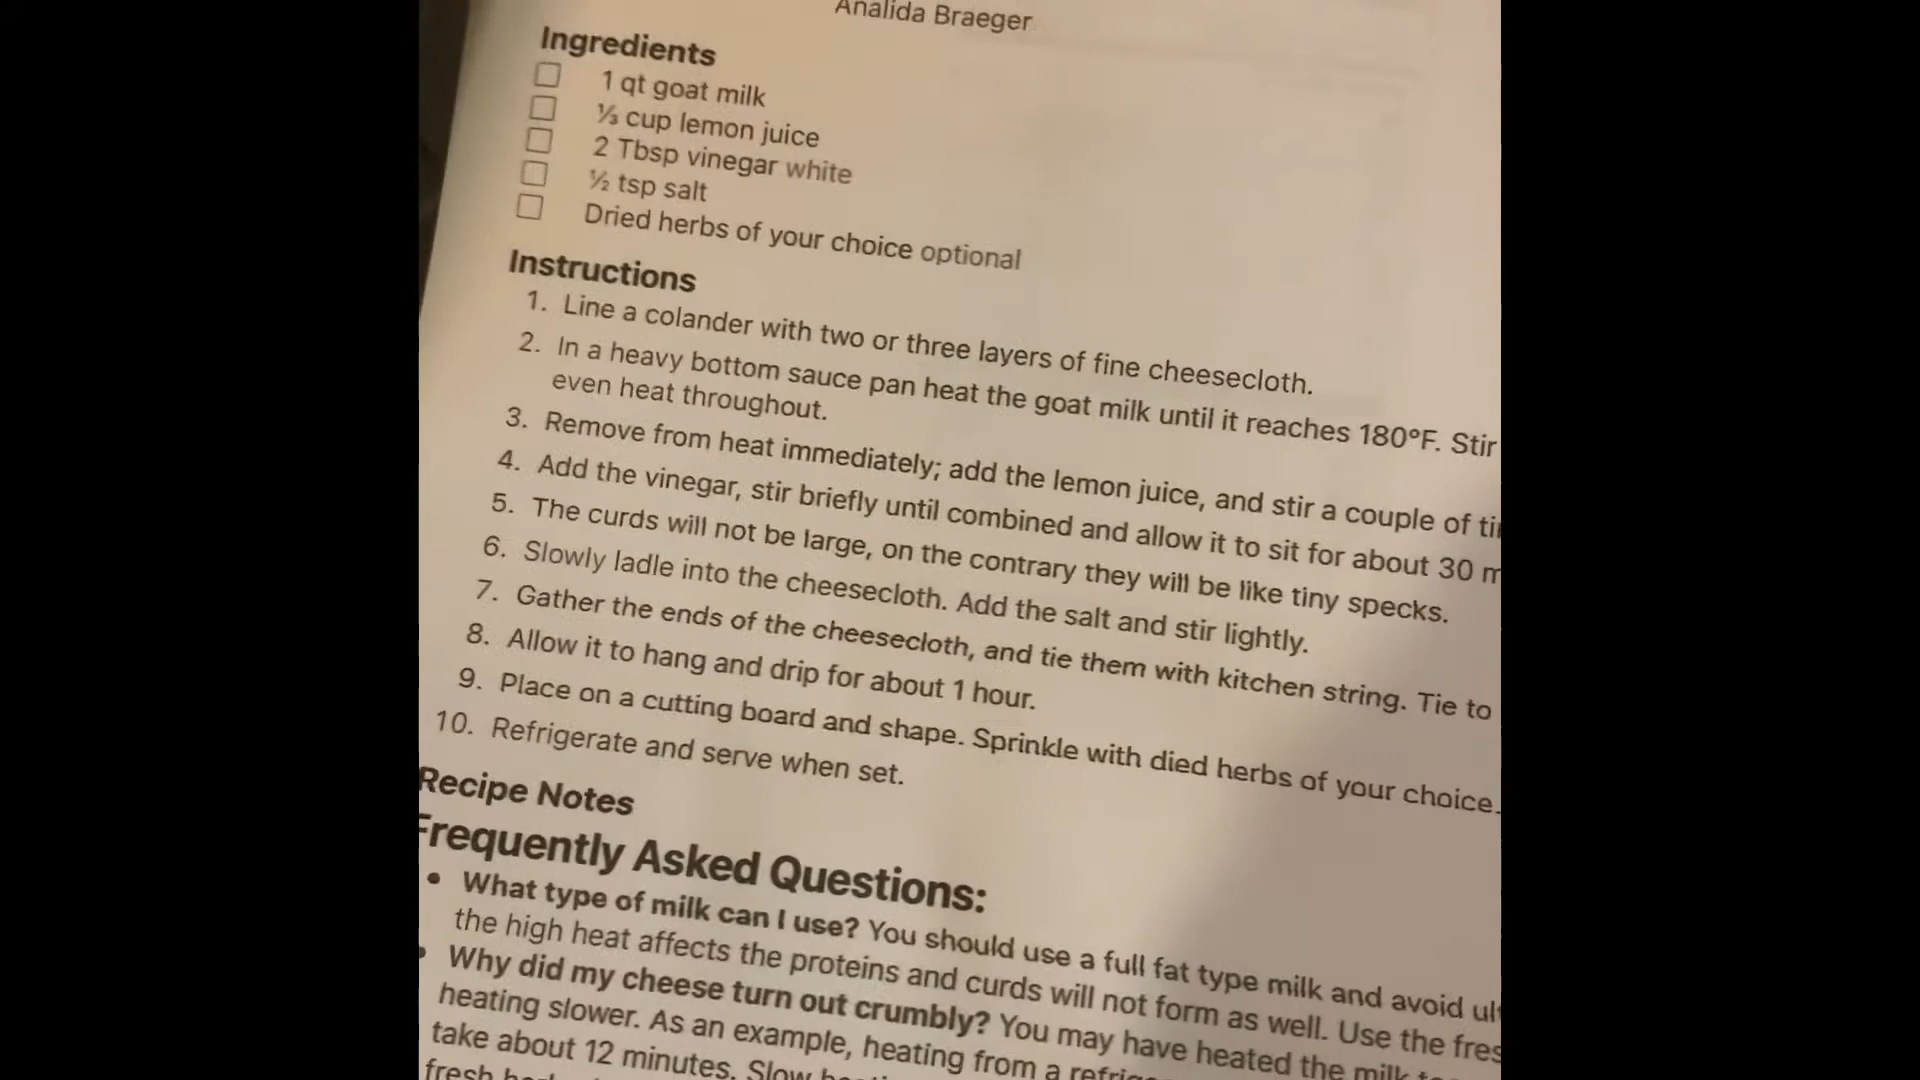 Analida Braeger
Ingredients
1 qt goat milk
⅓ cup lemon juice
2 Tbsp vinegar white
½ tsp salt
Dried herbs of your choice optional
Instructions
1. Line a colander with two or three layers of fine cheesecloth.
2. In a heavy bottom sauce pan heat the goat milk until it reaches 180°F. Stir
even heat throughout.
3. Remove from heat immediately; add the lemon juice, and stir a couple of
4. Add the vinegar, stir briefly until combined and allow it to sit for about 30
5. The curds will not be large, on the contrary they will be like tiny specks.
6. Slowly ladle into the cheesecloth. Add the salt and stir lightly.
7. Gather the ends of the cheesecloth, and tie them with kitchen string. Tie to
8. Allow it to hang and drip for about 1 hour.
9. Place on a cutting board and shape. Sprinkle with died herbs of your choice.
10. Refrigerate and serve when set.
Recipe Notes
Frequently Asked Questions:
• What type of milk can I use? You should use a full fat type milk and avoid
the high heat affects the proteins and curds will not form as well. Use the
• Why did my cheese turn out crumbly? You may have heated the milk
heating slower. As an example, heating from a
take about 12 minutes. Slow
fresh